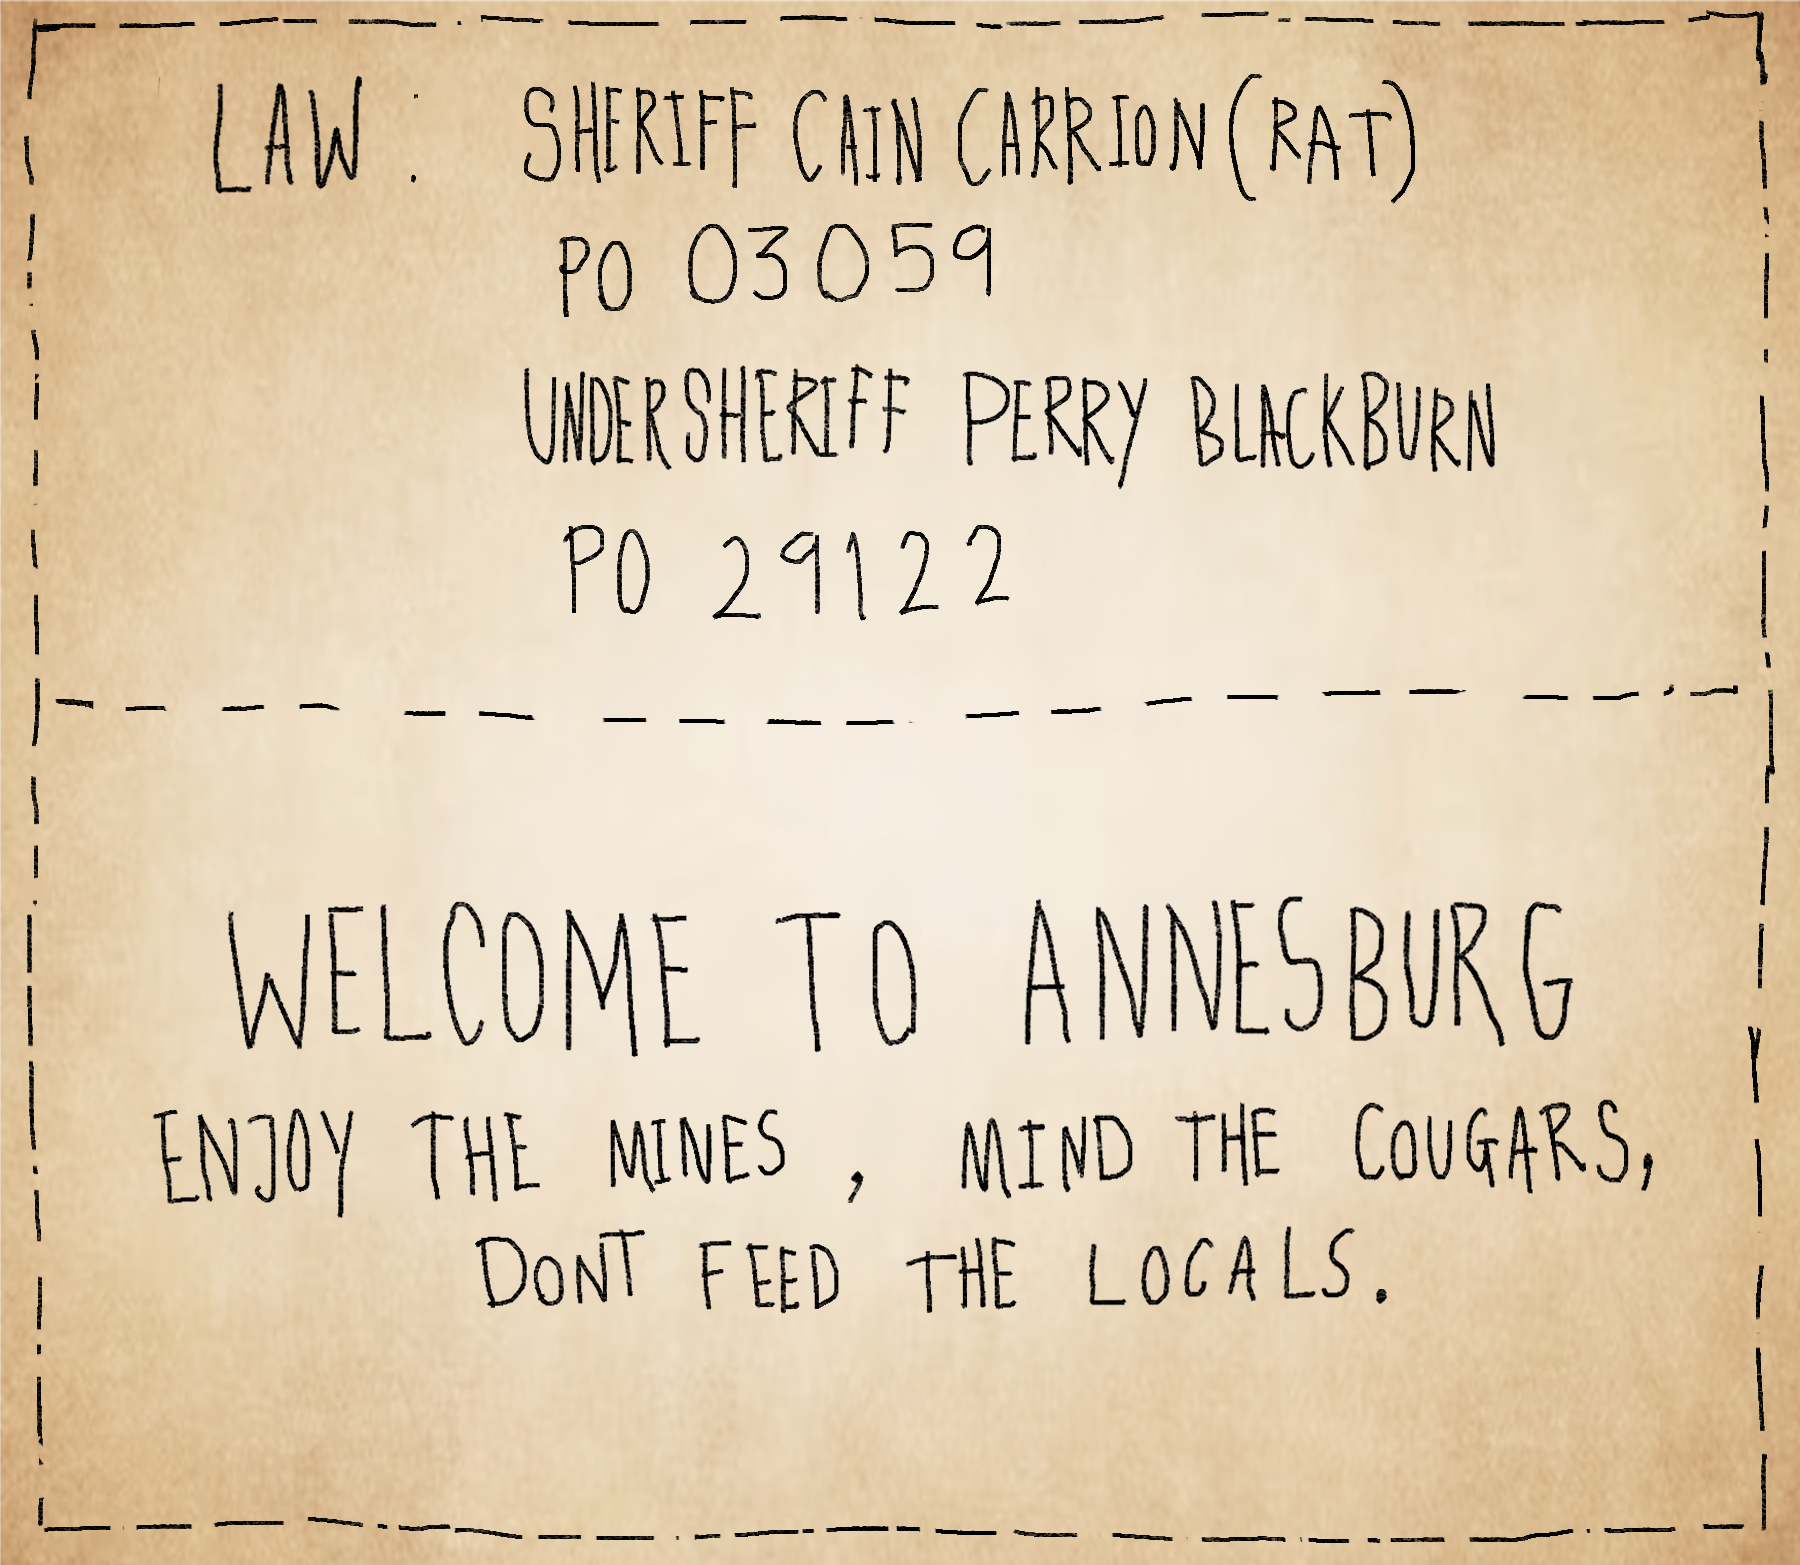 LAW: SHERIFF CAIN CARRION (RAT)
PO 03059
UNDERSHERIFF PERRY BLACKBURN
PO 29122
WELCOME TO ANNESBURG
ENJOY THE MINES, MIND THE COUGARS,
DONT FEED THE LOCALS.